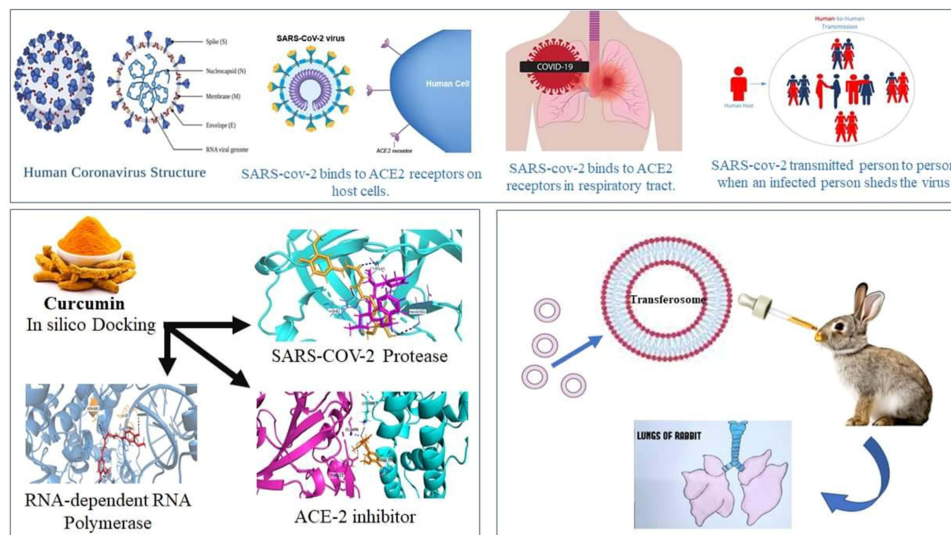 Spike (S)
Nucleocapsid (N)
Membrane (M)
Envelope (E)
RNA viral genome
Human Coronavirus Structure
SARS-CoV-2 virus
Human Cell
ACE2 receptor
SARS-cov-2 binds to ACE2 receptors on
host cells.
COVID-19
SARS-cov-2 binds to ACE2
receptors in respiratory tract.
Human to-Human
Transmission
Human Host
SARS-cov-2 transmitted person to person
when an infected person sheds the virus
Curcumin
In silico Docking
SARS-COV-2 Protease
RNA-dependent RNA
Polymerase
ACE-2 inhibitor
Transferosome
LUNGS OF RABBIT